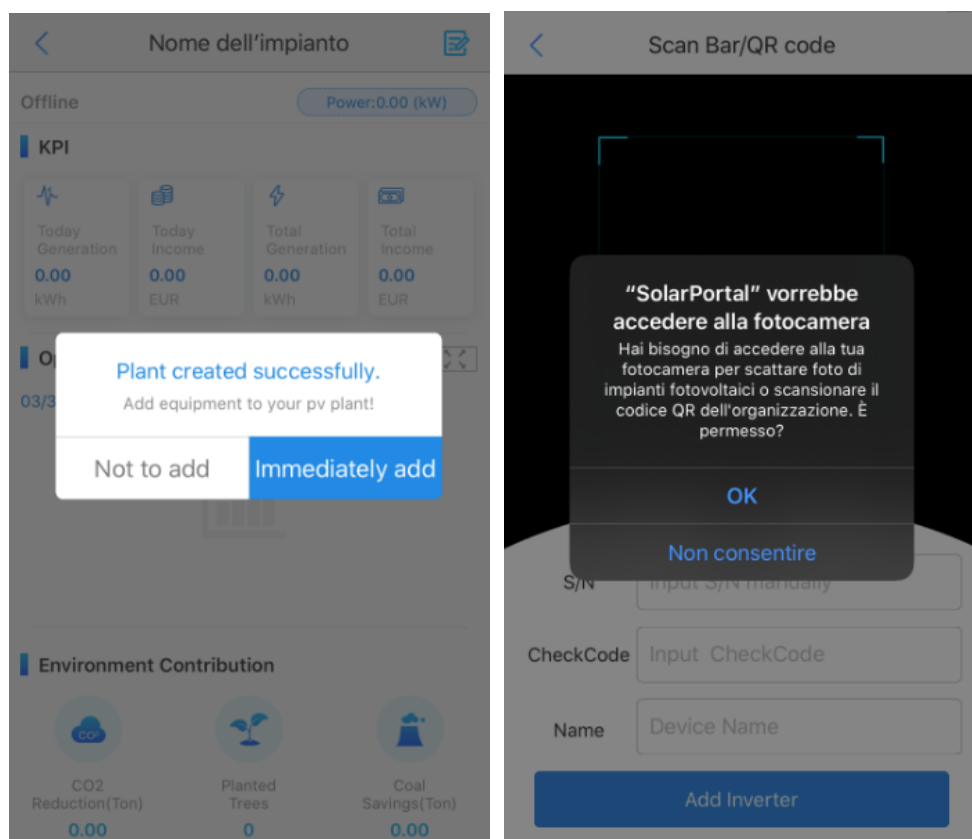 Nome dell'impianto
Offline
Power:0.00 (kW)
KPI
Today
Generation
0.00
kWh
Today
Income
0.00
EUR
Total
Generation
0.00
kWh
Total
Income
0.00
EUR
03/3
Plant created successfully.
Add equipment to your pv plant!
Not to add
Immediately add
Environment Contribution
CO2
CO2
Reduction(Ton)
0.00
Planted
Trees
0
Coal
Savings(Ton)
0.00
Scan Bar/QR code
“SolarPortal” vorrebbe
accedere alla fotocamera
Hai bisogno di accedere alla tua
fotocamera per scattare foto di
impianti fotovoltaici o scansionare il
codice QR dell'organizzazione. È
permesso?
OK
Non consentire
S/N
Input S/N manually
CheckCode
Input CheckCode
Name
Device Name
Add Inverter